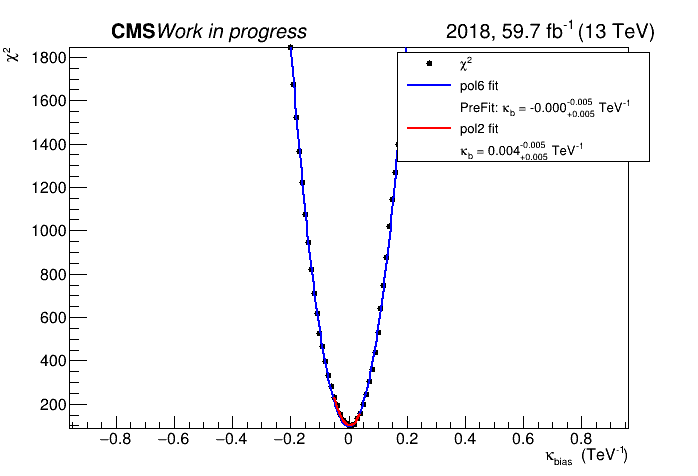 CMS Work in progress
2018, 59.7 fb⁻¹ (13 TeV)
χ²
1800
1600
1400
1200
1000
800
600
400
200
χ²
pol6 fit
PreFit: κ_b = -0.000 -0.005 +0.005 TeV⁻¹
pol2 fit
κ_b = 0.004 -0.005 +0.005 TeV⁻¹
−0.8 −0.6 −0.4 −0.2 0 0.2 0.4 0.6 0.8
κ_bias (TeV⁻¹)